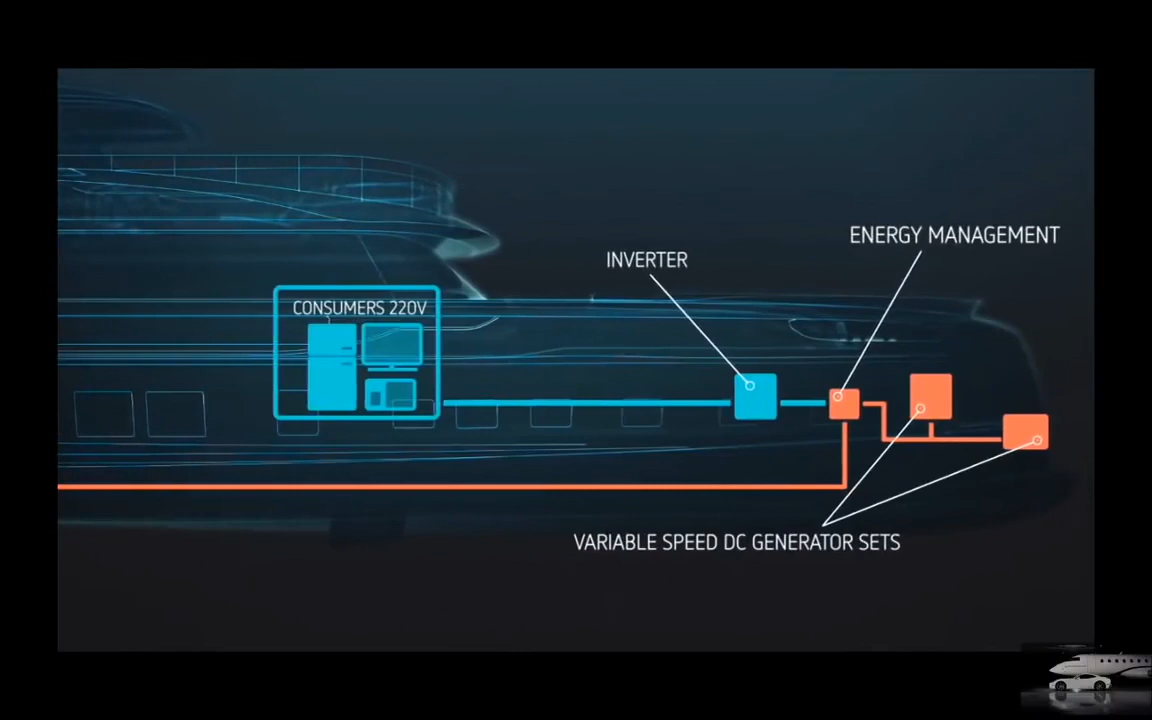 ENERGY MANAGEMENT
INVERTER
CONSUMERS 220V
VARIABLE SPEED DC GENERATOR SETS